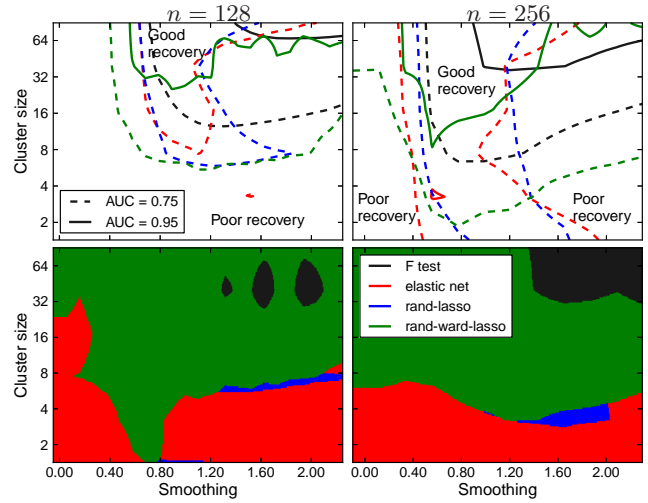 n = 128
n = 256
Cluster size
64
32
16
8
4
2
Good
recovery
Poor recovery
AUC = 0.75
AUC = 0.95
Good
recovery
Poor
recovery
Poor
recovery
Cluster size
64
32
16
8
4
2
F test
elastic net
rand-lasso
rand-ward-lasso
0.00 0.40 0.80 1.20 1.60 2.00
0.00 0.40 0.80 1.20 1.60 2.00
Smoothing
Smoothing